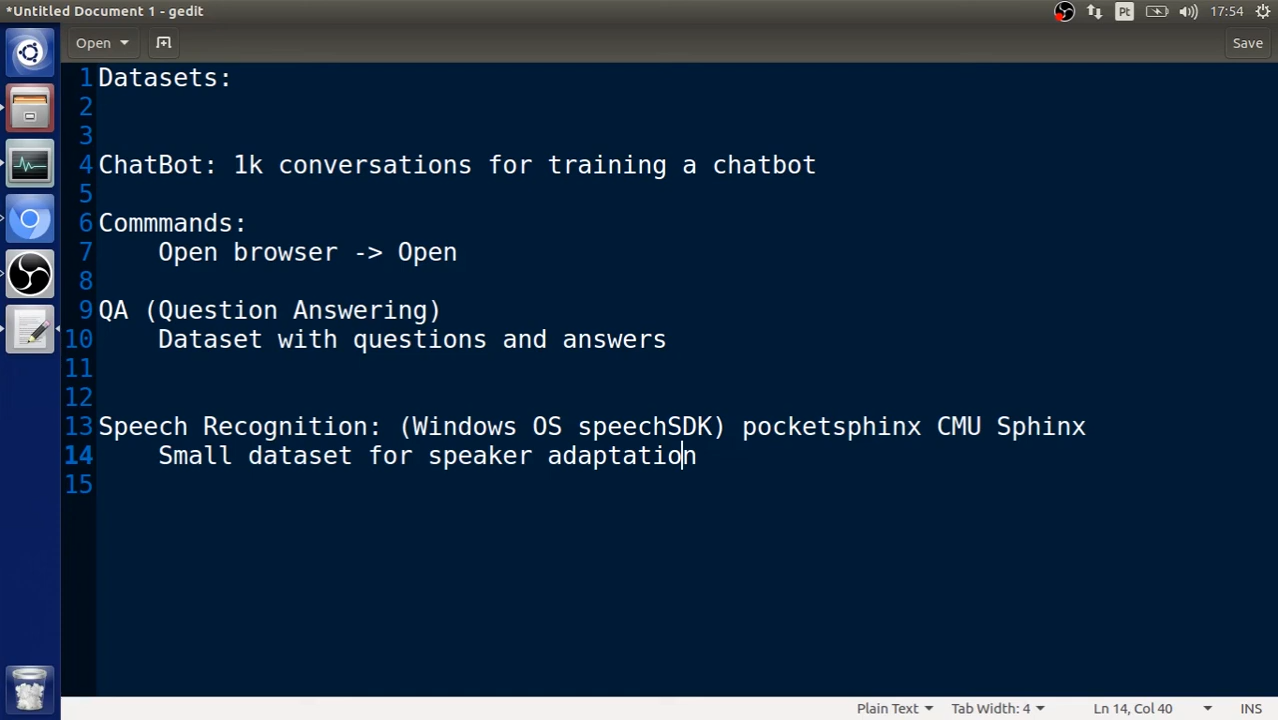 *Untitled Document 1 - gedit
Pt
17:54
Open
Save
1 Datasets:
2
3
4 ChatBot: 1k conversations for training a chatbot
5
6 Commmands:
7 Open browser -> Open
8
9 QA (Question Answering)
10 Dataset with questions and answers
11
12
13 Speech Recognition: (Windows OS speechSDK) pocketsphinx CMU Sphinx
14 Small dataset for speaker adaptation
15
Plain Text
Tab Width: 4
Ln 14, Col 40
INS